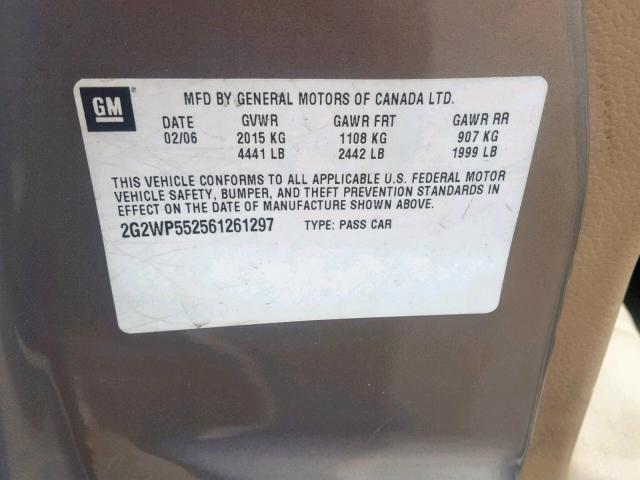 GM
MFD BY GENERAL MOTORS OF CANADA LTD.
DATE GVWR GAWR FRT GAWR RR
02/06 2015 KG 1108 KG 907 KG
4441 LB 2442 LB 1999 LB
THIS VEHICLE CONFORMS TO ALL APPLICABLE U.S. FEDERAL MOTOR
VEHICLE SAFETY, BUMPER, AND THEFT PREVENTION STANDARDS IN
EFFECT ON THE DATE OF MANUFACTURE SHOWN ABOVE.
2G2WP552561261297 TYPE: PASS CAR